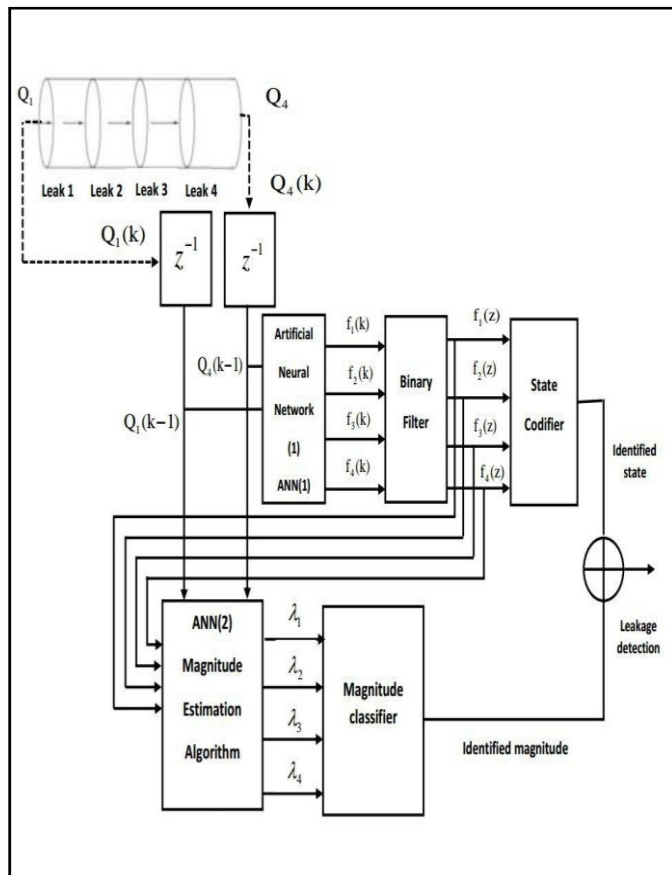 Q₁
Q₄
Leak 1 Leak 2 Leak 3 Leak 4
Q₄(k)
Q₁(k)
z⁻¹
z⁻¹
Q₄(k−1)
Q₁(k−1)
Artificial
Neural
Network
(1)
ANN(1)
f₁(k)
f₂(k)
f₃(k)
f₄(k)
Binary
Filter
f₁(z)
f₂(z)
f₃(z)
f₄(z)
State
Codifier
Identified
state
Leakage
detection
ANN(2)
Magnitude
Estimation
Algorithm
λ₁
λ₂
λ₃
λ₄
Magnitude
classifier
Identified magnitude